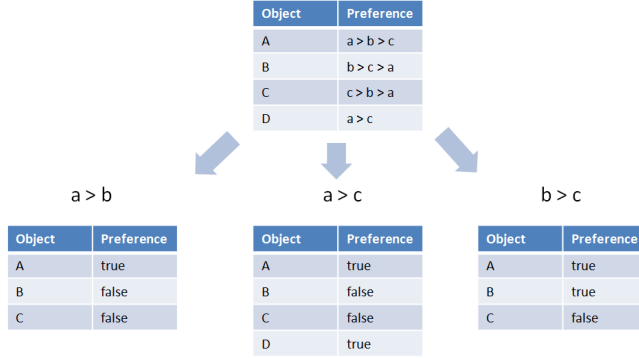 Object Preference
A a > b > c
B b > c > a
C c > b > a
D a > c
a > b
a > c
b > c
Object Preference
A true
B false
C false
Object Preference
A true
B false
C false
D true
Object Preference
A true
B true
C false